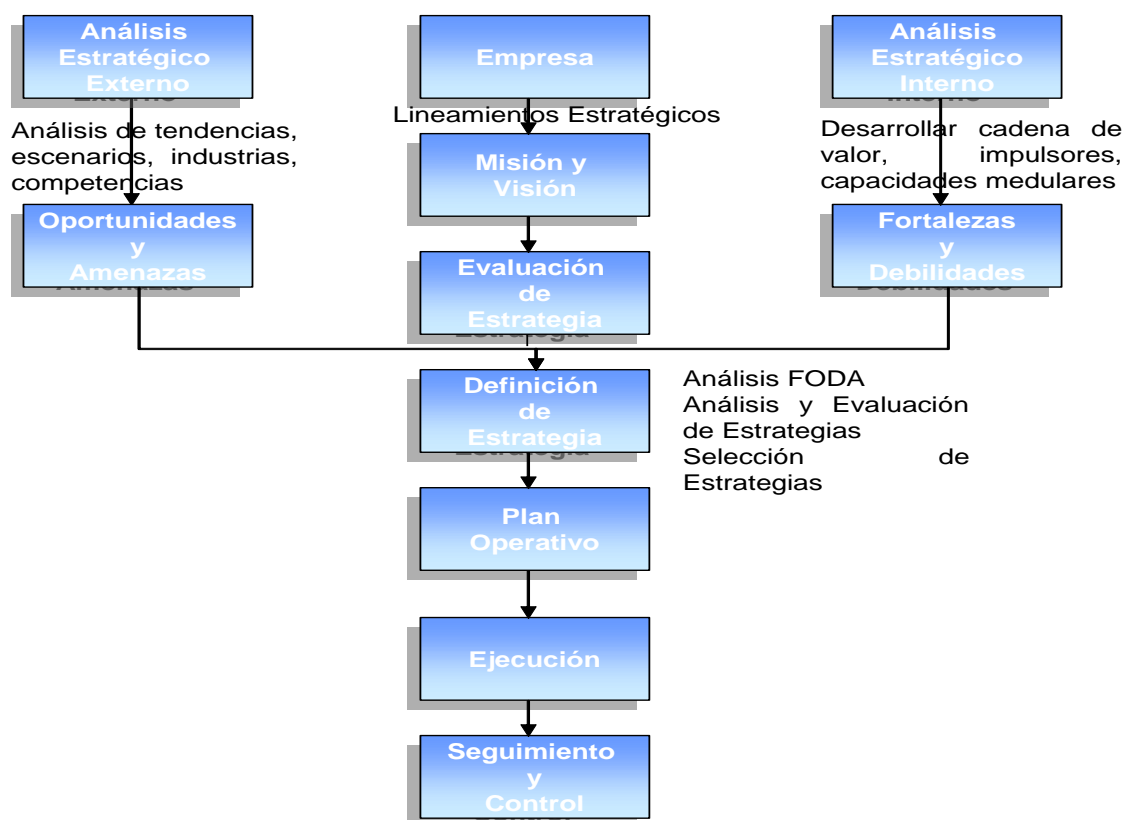 Análisis
Estratégico
Externo
Empresa
Análisis
Estratégico
Interno
Lineamientos Estratégicos
Análisis de tendencias,
escenarios, industrias,
competencias
Misión y
Visión
Desarrollar cadena de
valor, impulsores,
capacidades medulares
Oportunidades
y
Amenazas
Evaluación
de
Estrategia
Fortalezas
y
Debilidades
Definición
de
Estrategia
Análisis FODA
Análisis y Evaluación
de Estrategias
Selección de
Estrategias
Plan
Operativo
Ejecución
Seguimiento
y
Control